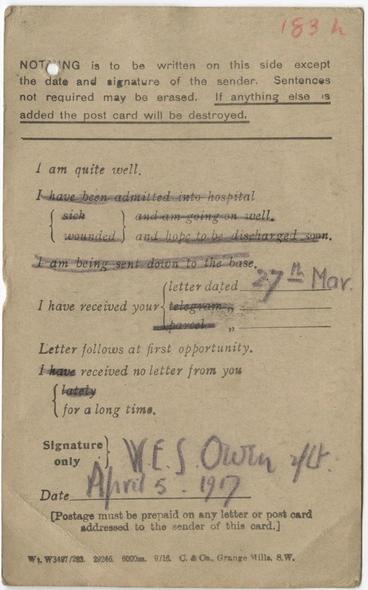 183 h
NOTHING is to be written on this side except
the date and signature of the sender. Sentences
not required may be erased. If anything else is
added the post card will be destroyed.
I am quite well.
I have been admitted into hospital
sick and am going on well.
wounded and hope to be discharged soon.
I am being sent down to the base.
letter dated 27th Mar.
I have received your telegram „
parcel „
Letter follows at first opportunity.
I have received no letter from you
lately
for a long time.
Signature only W.E.S. Owen 2/Lt.
Date April 5. 1917
[Postage must be prepaid on any letter or post card
addressed to the sender of this card.]
Wt. W3497/293. 29246. 6000m. 9/16. C. & Co., Grange Mills, S.W.